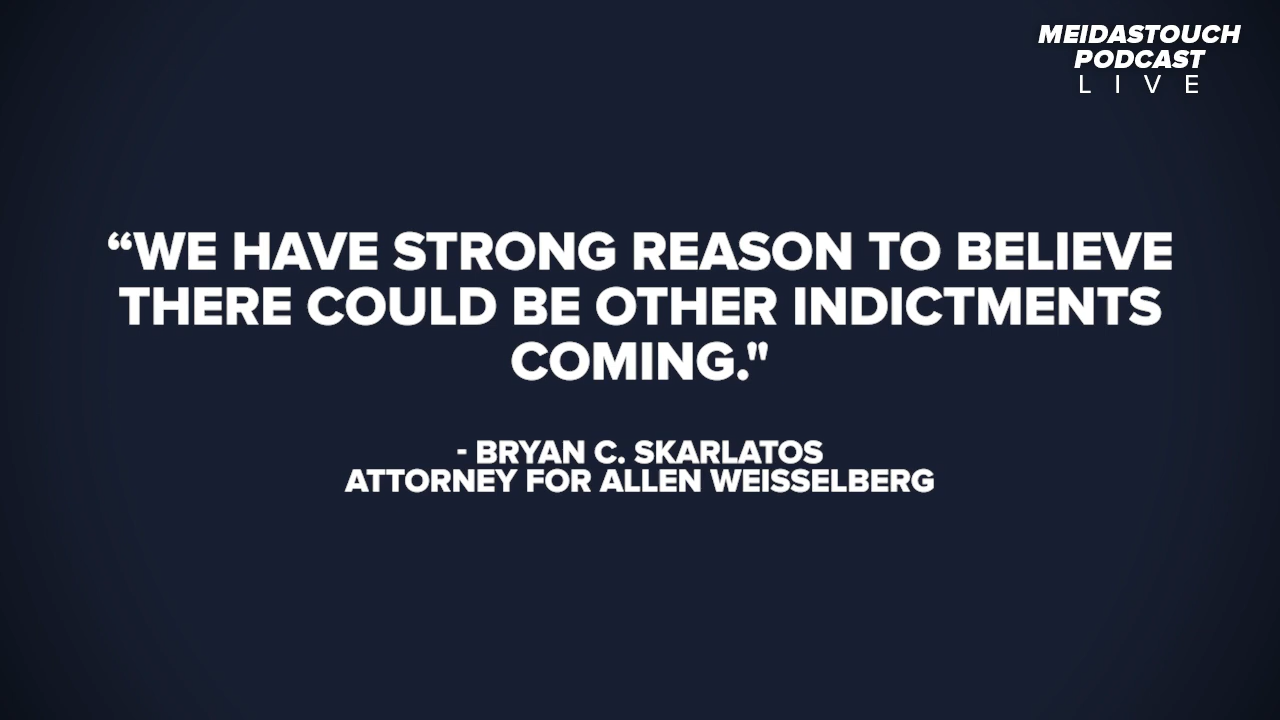 MEIDASTOUCH
PODCAST
LIVE
“WE HAVE STRONG REASON TO BELIEVE
THERE COULD BE OTHER INDICTMENTS
COMING."
- BRYAN C. SKARLATOS
ATTORNEY FOR ALLEN WEISSELBERG